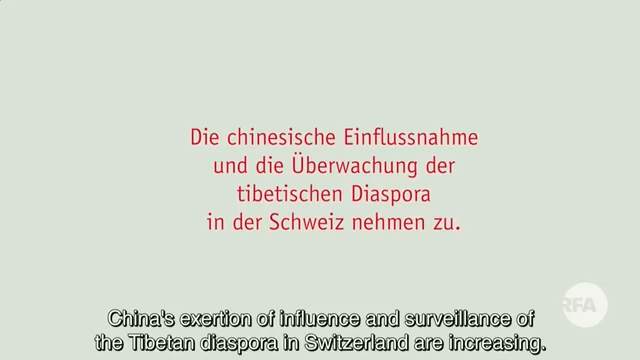 Die chinesische Einflussnahme
und die Überwachung der
tibetischen Diaspora
in der Schweiz nehmen zu.
RFA
China's exertion of influence and surveillance of
the Tibetan diaspora in Switzerland are increasing.